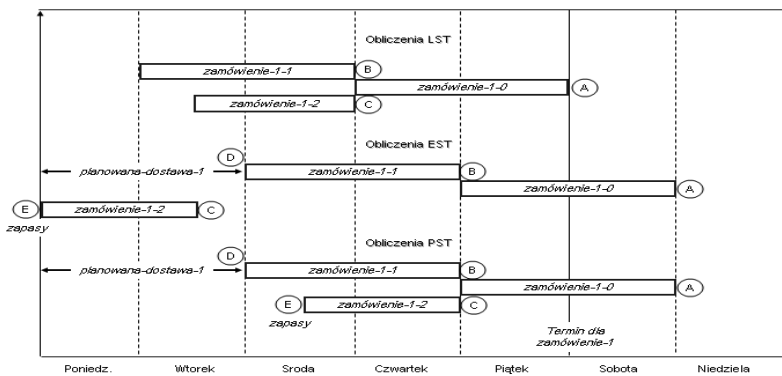 Obliczenia LST
zamówienie-1-1
B
zamówienie-1-0
A
zamówienie-1-2
C
Obliczenia EST
D
planowana-dostawa-1
zamówienie-1-1
B
zamówienie-1-0
A
E
zamówienie-1-2
C
zapasy
Obliczenia PST
D
planowana-dostawa-1
zamówienie-1-1
B
zamówienie-1-0
A
E
zamówienie-1-2
C
zapasy
Termin dla
zamówienie-1
Poniedz. Wtorek Sroda Czwartek Piątek Sobota Niedziela